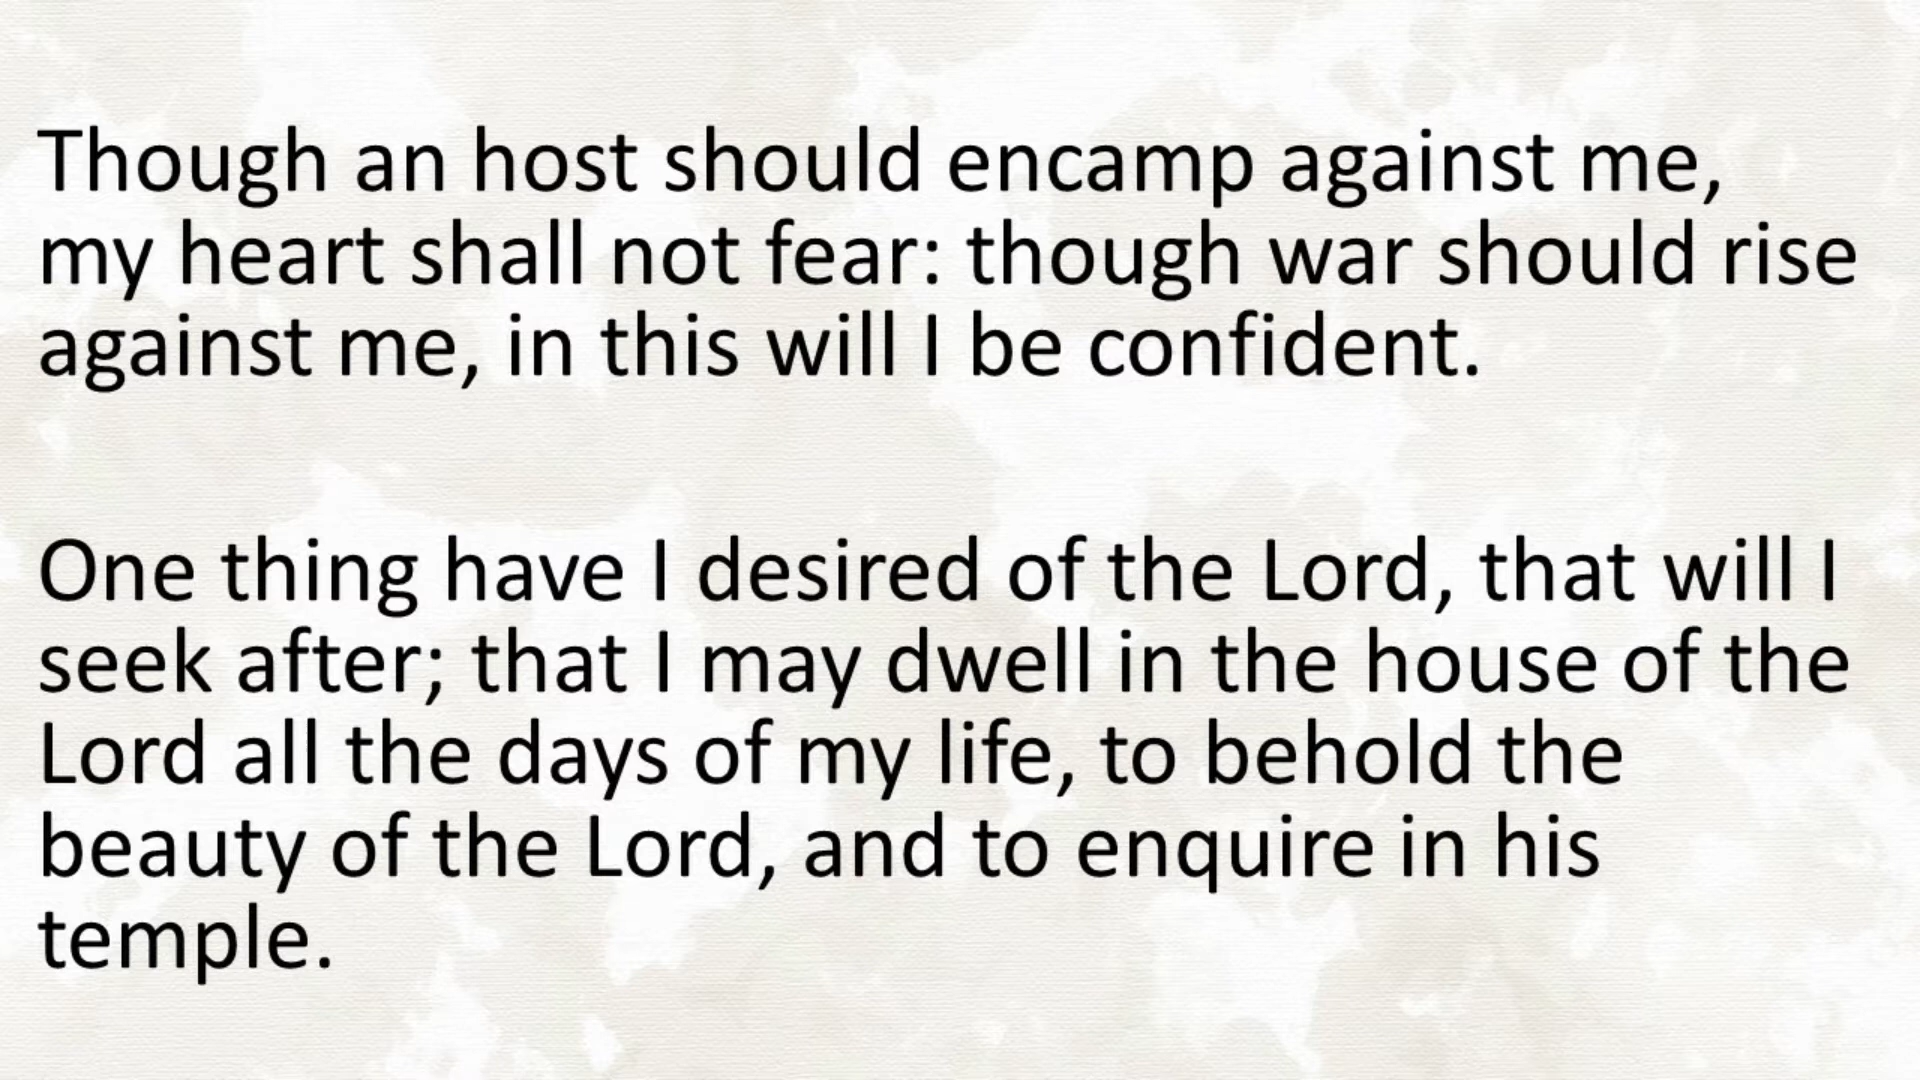 Though an host should encamp against me,
my heart shall not fear: though war should rise
against me, in this will I be confident.
One thing have I desired of the Lord, that will I
seek after; that I may dwell in the house of the
Lord all the days of my life, to behold the
beauty of the Lord, and to enquire in his
temple.